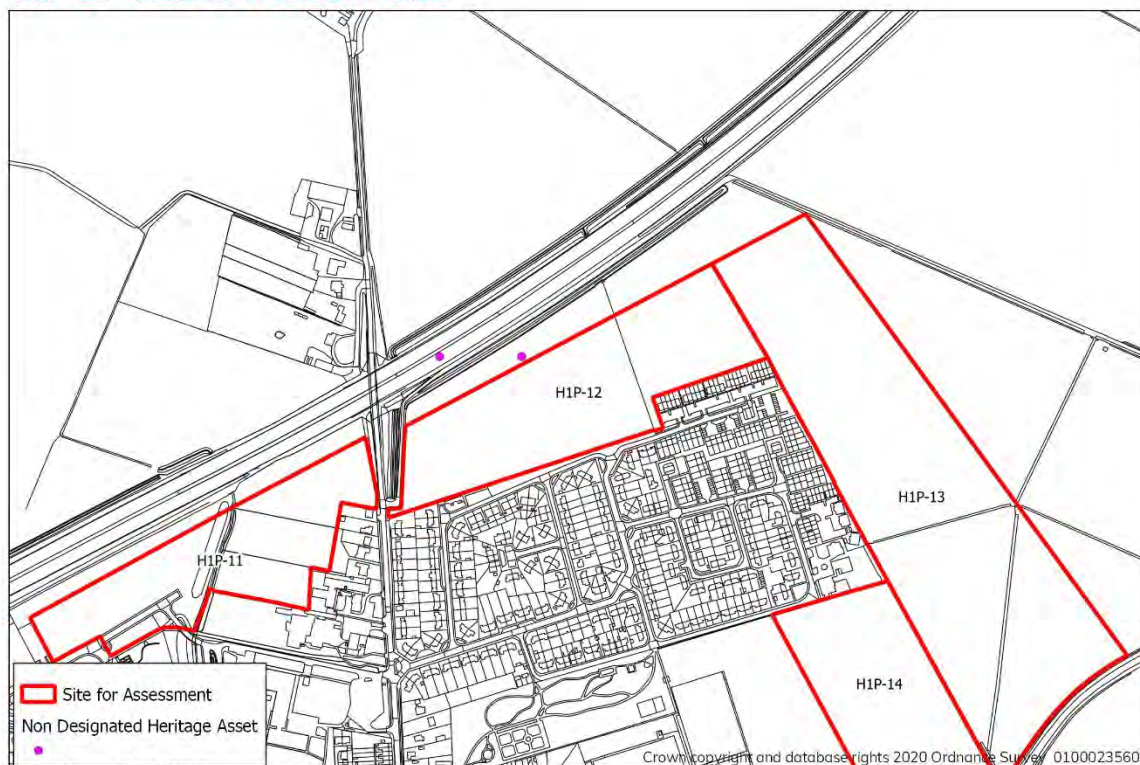 H1P-12
H1P-13
H1P-11
H1P-14
Site for Assessment
Non Designated Heritage Asset
Crown copyright and database rights 2020 Ordnance Survey 0100023560